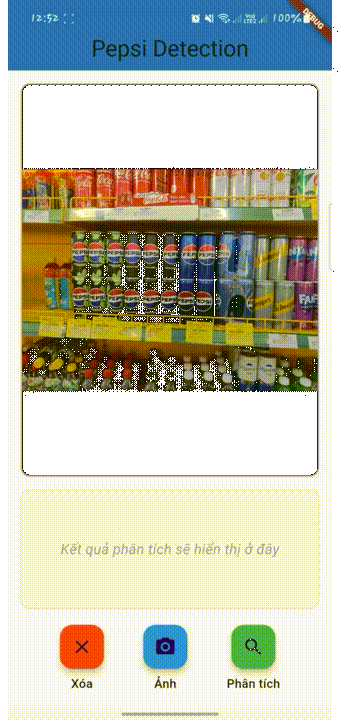 12:52
100%
DEBUG
Pepsi Detection
Kết quả phân tích sẽ hiển thị ở đây
Xóa
Ảnh
Phân tích